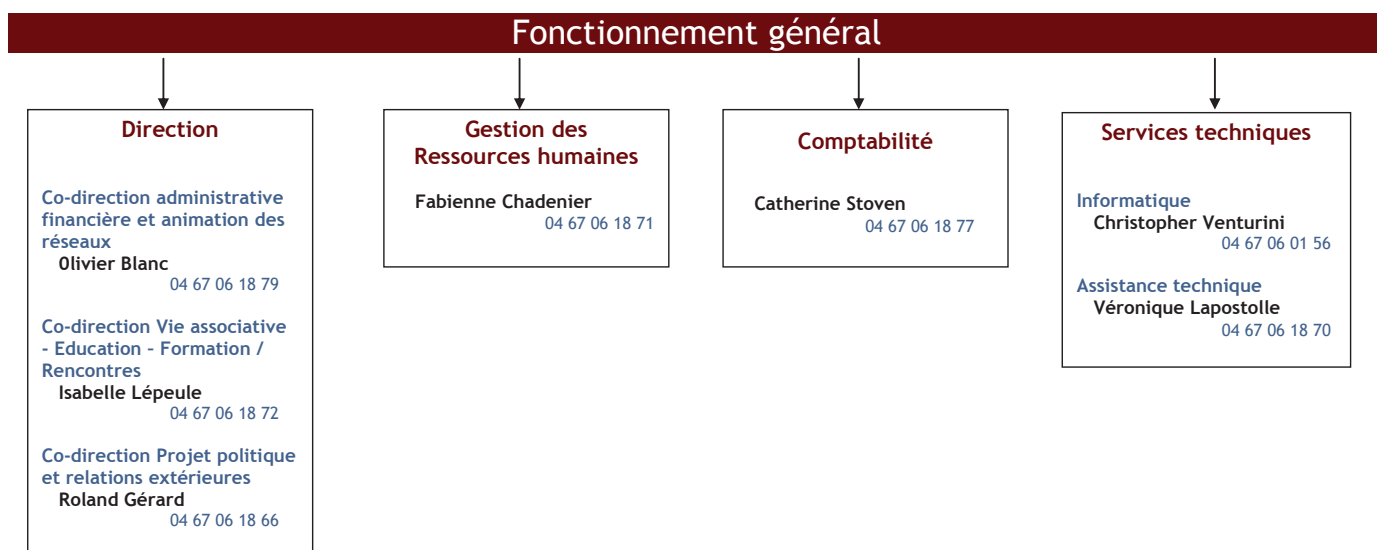 Fonctionnement général
Direction
Co-direction administrative
financière et animation des
réseaux
0livier Blanc
04 67 06 18 79
Co-direction Vie associative
- Education – Formation /
Rencontres
Isabelle Lépeule
04 67 06 18 72
Co-direction Projet politique
et relations extérieures
Roland Gérard
04 67 06 18 66
Gestion des
Ressources humaines
Fabienne Chadenier
04 67 06 18 71
Comptabilité
Catherine Stoven
04 67 06 18 77
Services techniques
Informatique
Christopher Venturini
04 67 06 01 56
Assistance technique
Véronique Lapostolle
04 67 06 18 70